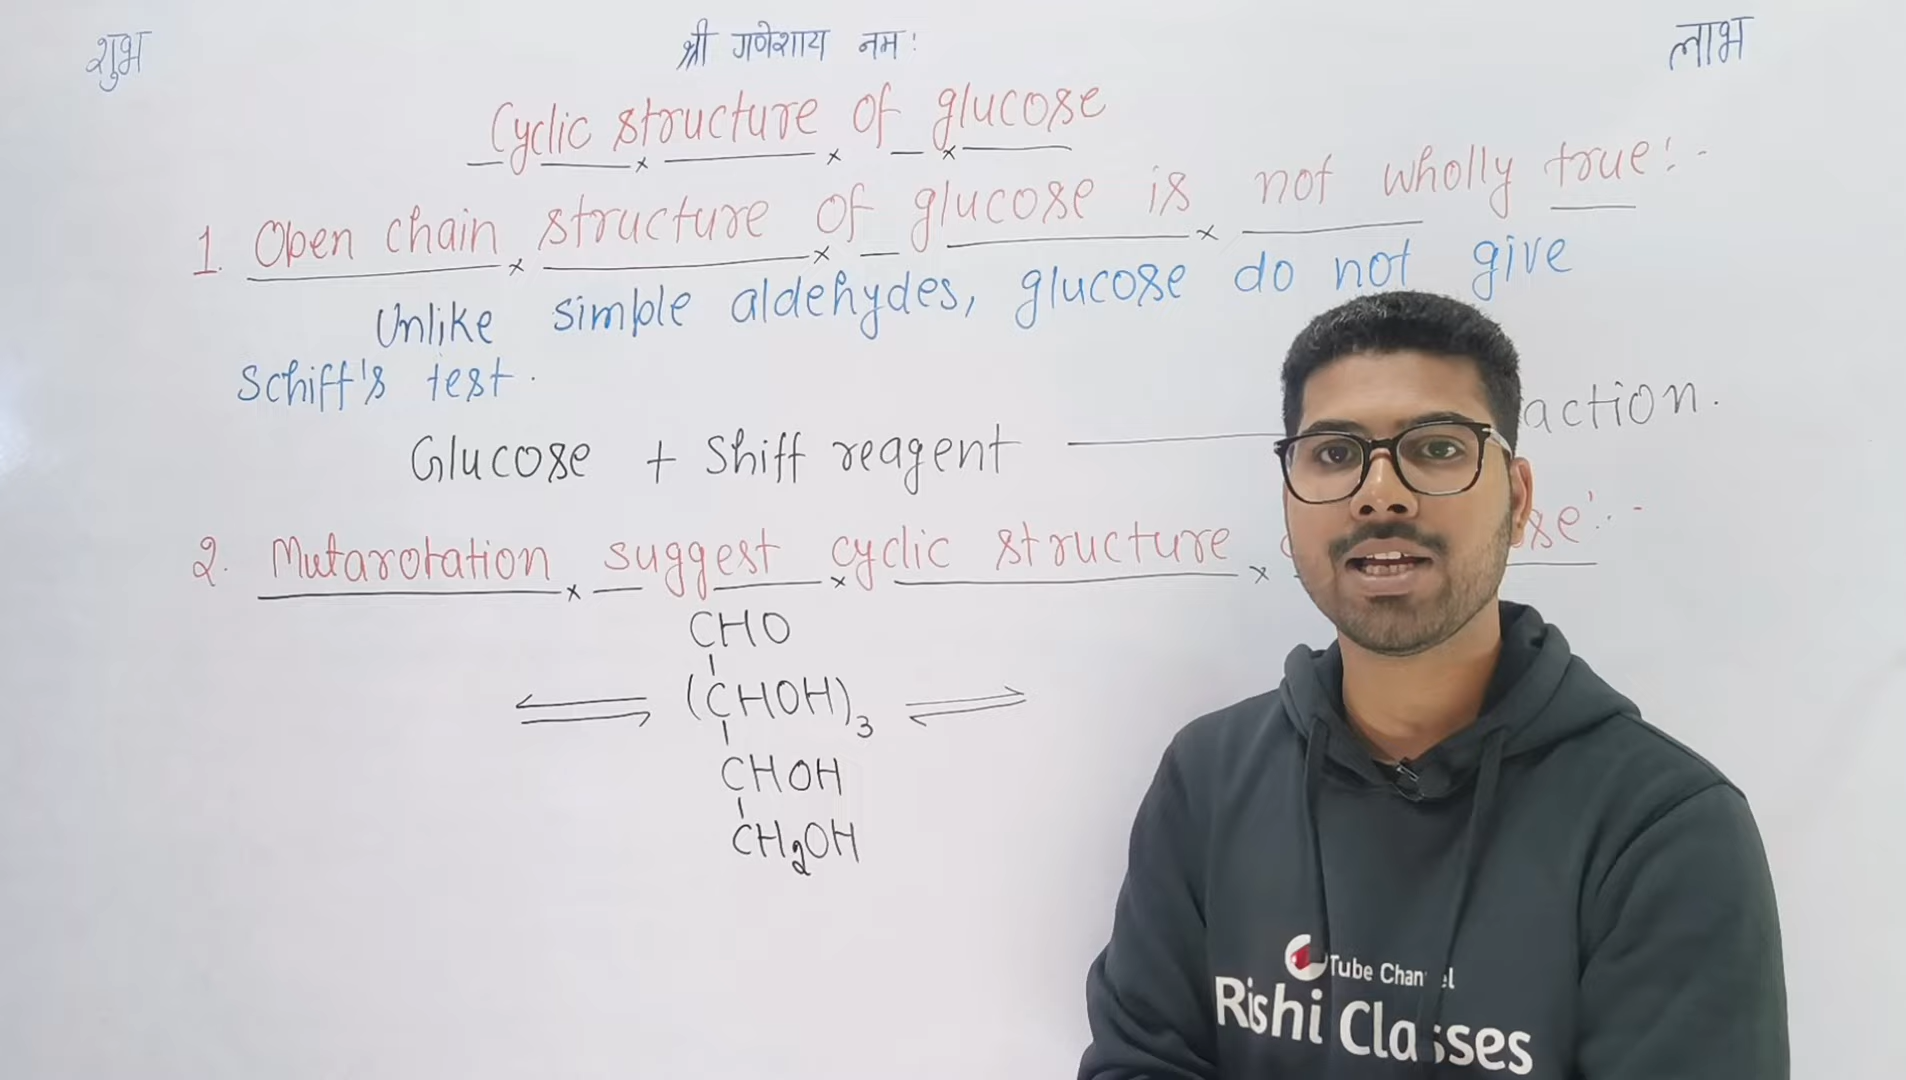 शुभ श्री गणेशाय नमः लाभ
Cyclic structure of glucose
1. Open chain structure of glucose is not wholly true:-
Unlike simple aldehydes, glucose do not give
Schiff's test.
Glucose + Shiff reagent action.
2. Mutarotation suggest cyclic structure se:-
CHO
(CHOH)3
CHOH
CH2OH
Tube Channel
Rishi Classes